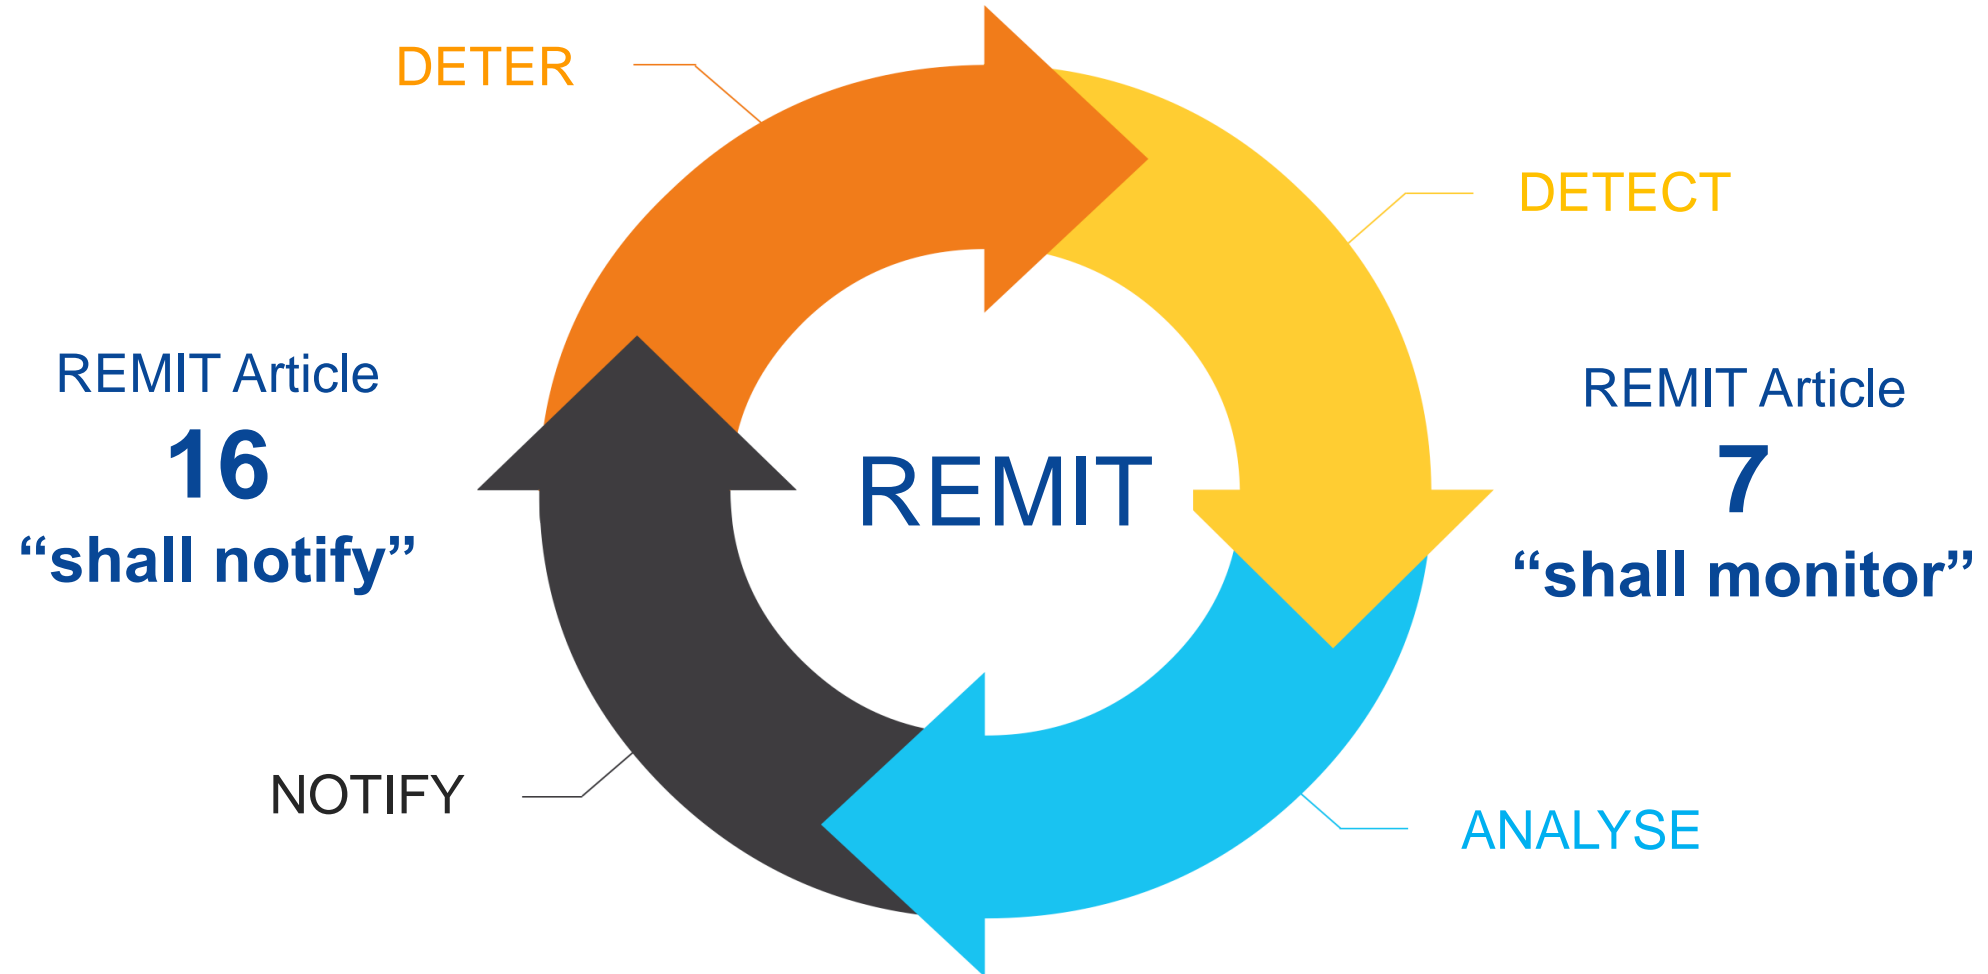 DETER
DETECT
REMIT Article
16
“shall notify”
REMIT
REMIT Article
7
“shall monitor”
NOTIFY
ANALYSE